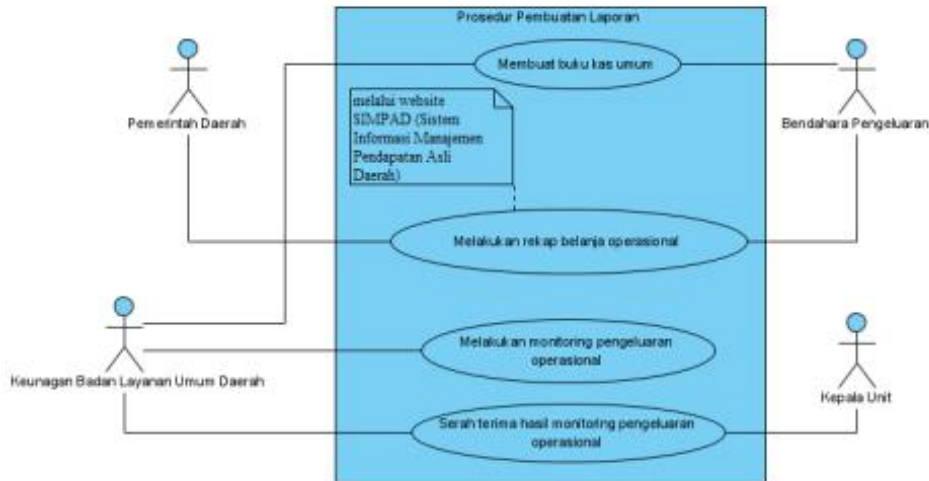 Prosedur Pembuatan Laporan
Membuat buku kas umum
melalui website
SIMPAD (Sistem
Informasi Manajemen
Pendapatan Asli
Daerah)
Pemerintah Daerah
Bendahara Pengeluaran
Melakukan rekap belanja operasional
Melakukan monitoring pengeluaran
operasional
Keunagan Badan Layanan Umum Daerah
Kepala Unit
Serah terima hasil monitoring pengeluaran
operasional